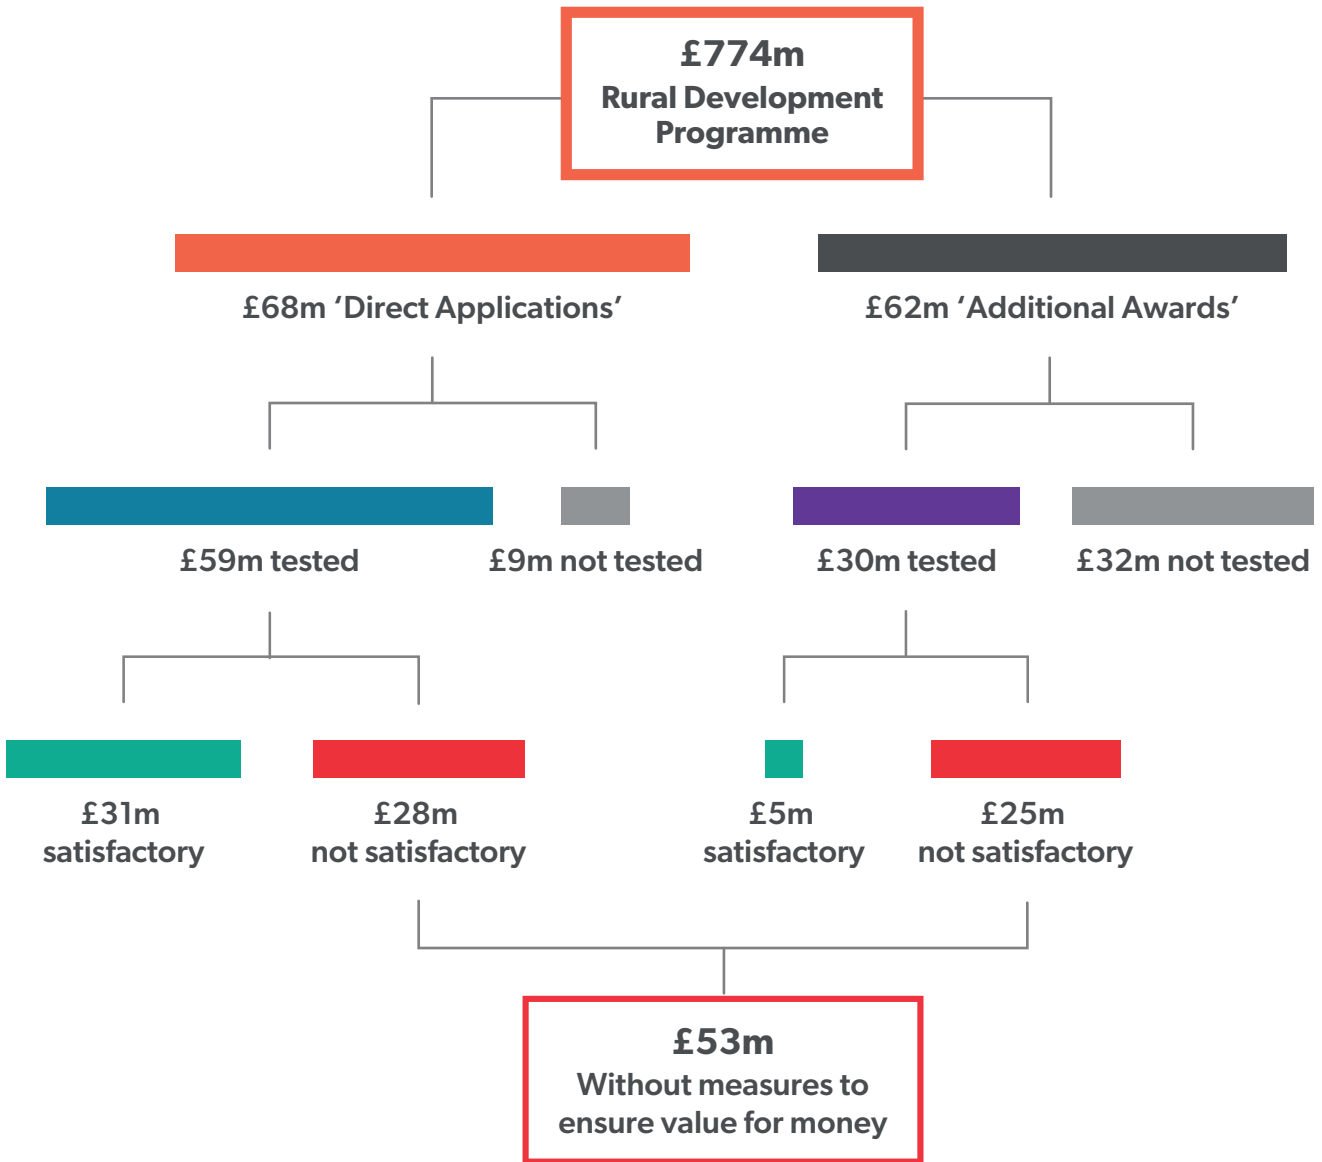 £774m
Rural Development
Programme
£68m ‘Direct Applications’
£62m ‘Additional Awards’
£59m tested
£9m not tested
£30m tested
£32m not tested
£31m
satisfactory
£28m
not satisfactory
£5m
satisfactory
£25m
not satisfactory
£53m
Without measures to
ensure value for money